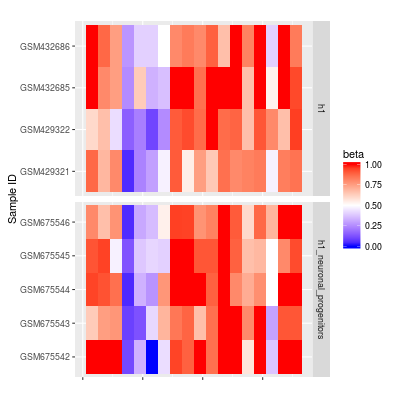 Sample ID
GSM432686
GSM432685
GSM429322
GSM429321
h1
GSM675546
GSM675545
GSM675544
GSM675543
GSM675542
h1_neuronal_progenitors
beta
1.00
0.75
0.50
0.25
0.00